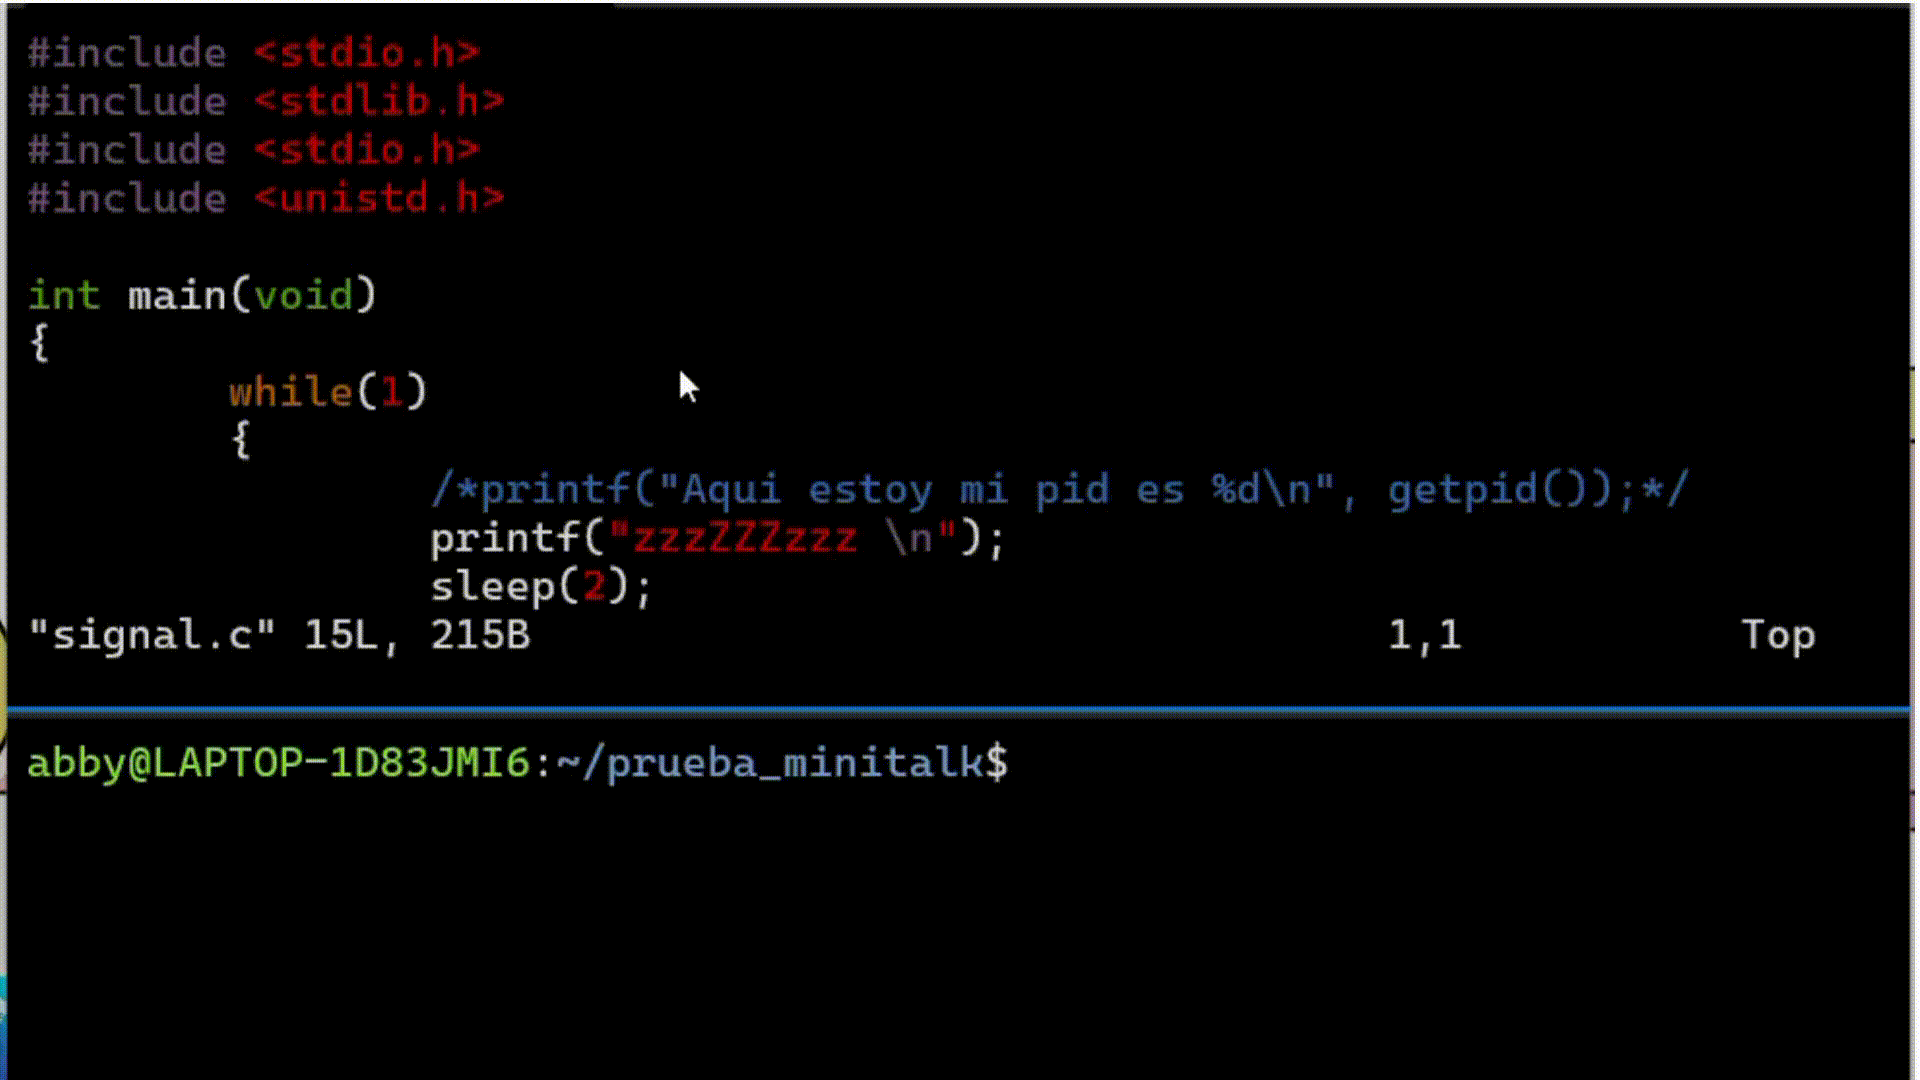 #include <stdio.h>
#include <stdlib.h>
#include <stdio.h>
#include <unistd.h>
int main(void)
{
while(1)
{
/*printf("Aqui estoy mi pid es %d\n", getpid());*/
printf("zzzZZZzzz \n");
sleep(2);
"signal.c" 15L, 215B 1,1 Top
abby@LAPTOP-1D83JMI6:~/prueba_minitalk$